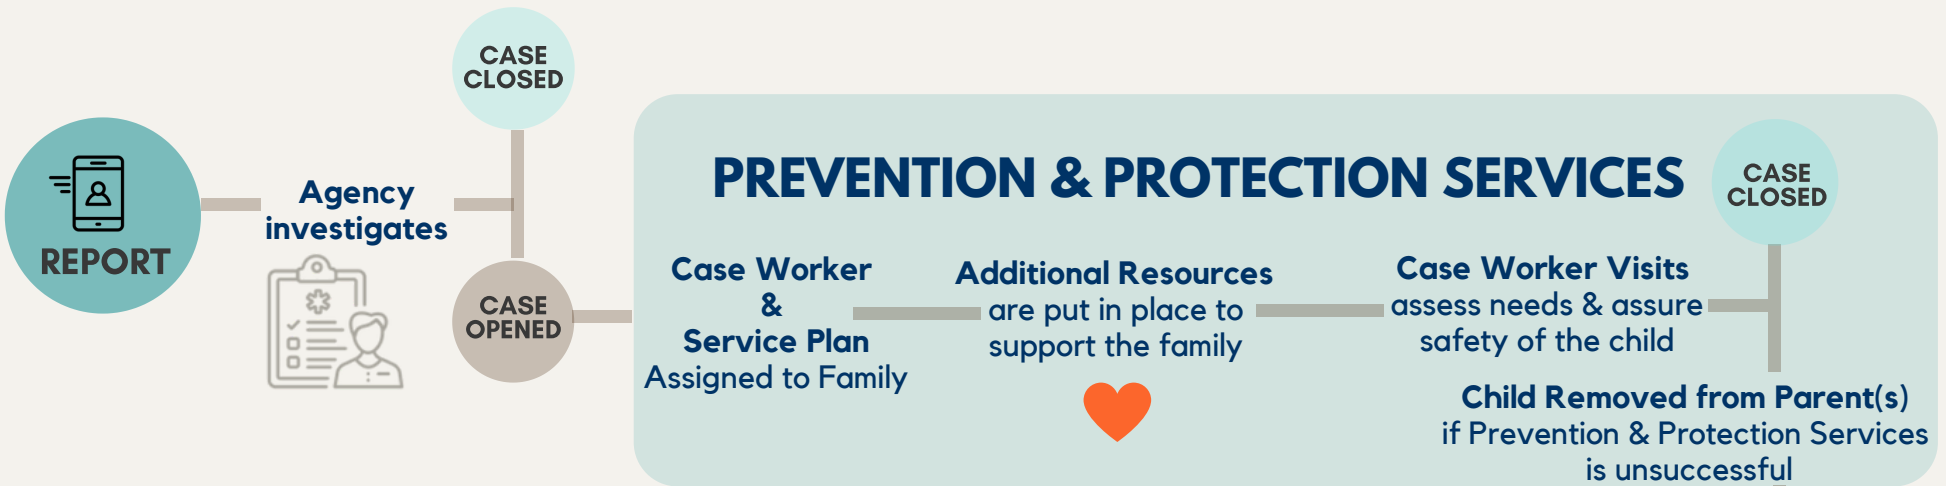 REPORT
Agency
investigates
CASE
CLOSED
CASE
OPENED
PREVENTION & PROTECTION SERVICES
Case Worker
&
Service Plan
Assigned to Family
Additional Resources
are put in place to
support the family
Case Worker Visits
assess needs & assure
safety of the child
CASE
CLOSED
Child Removed from Parent(s)
if Prevention & Protection Services
is unsuccessful